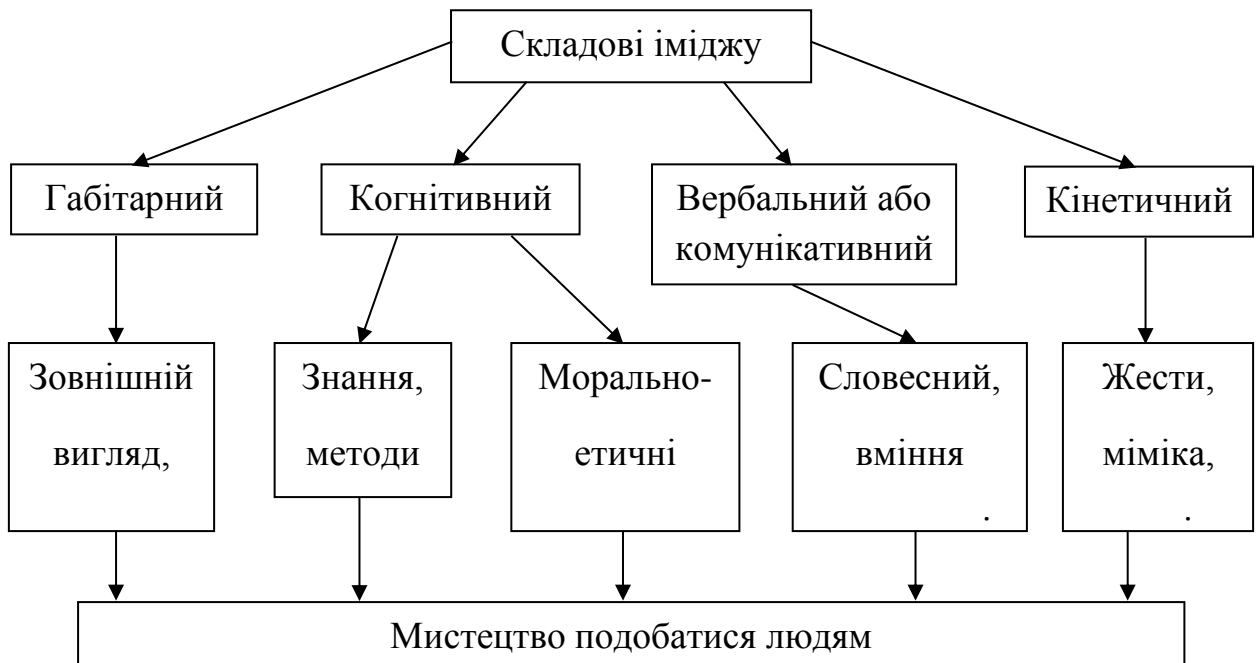 Складові іміджу
Габітарний
Когнітивний
Вербальний або
комунікативний
Кінетичний
Зовнішній
вигляд,
Знання,
методи
Морально-
етичні
Словесний,
вміння
.
Жести,
міміка,
.
Мистецтво подобатися людям